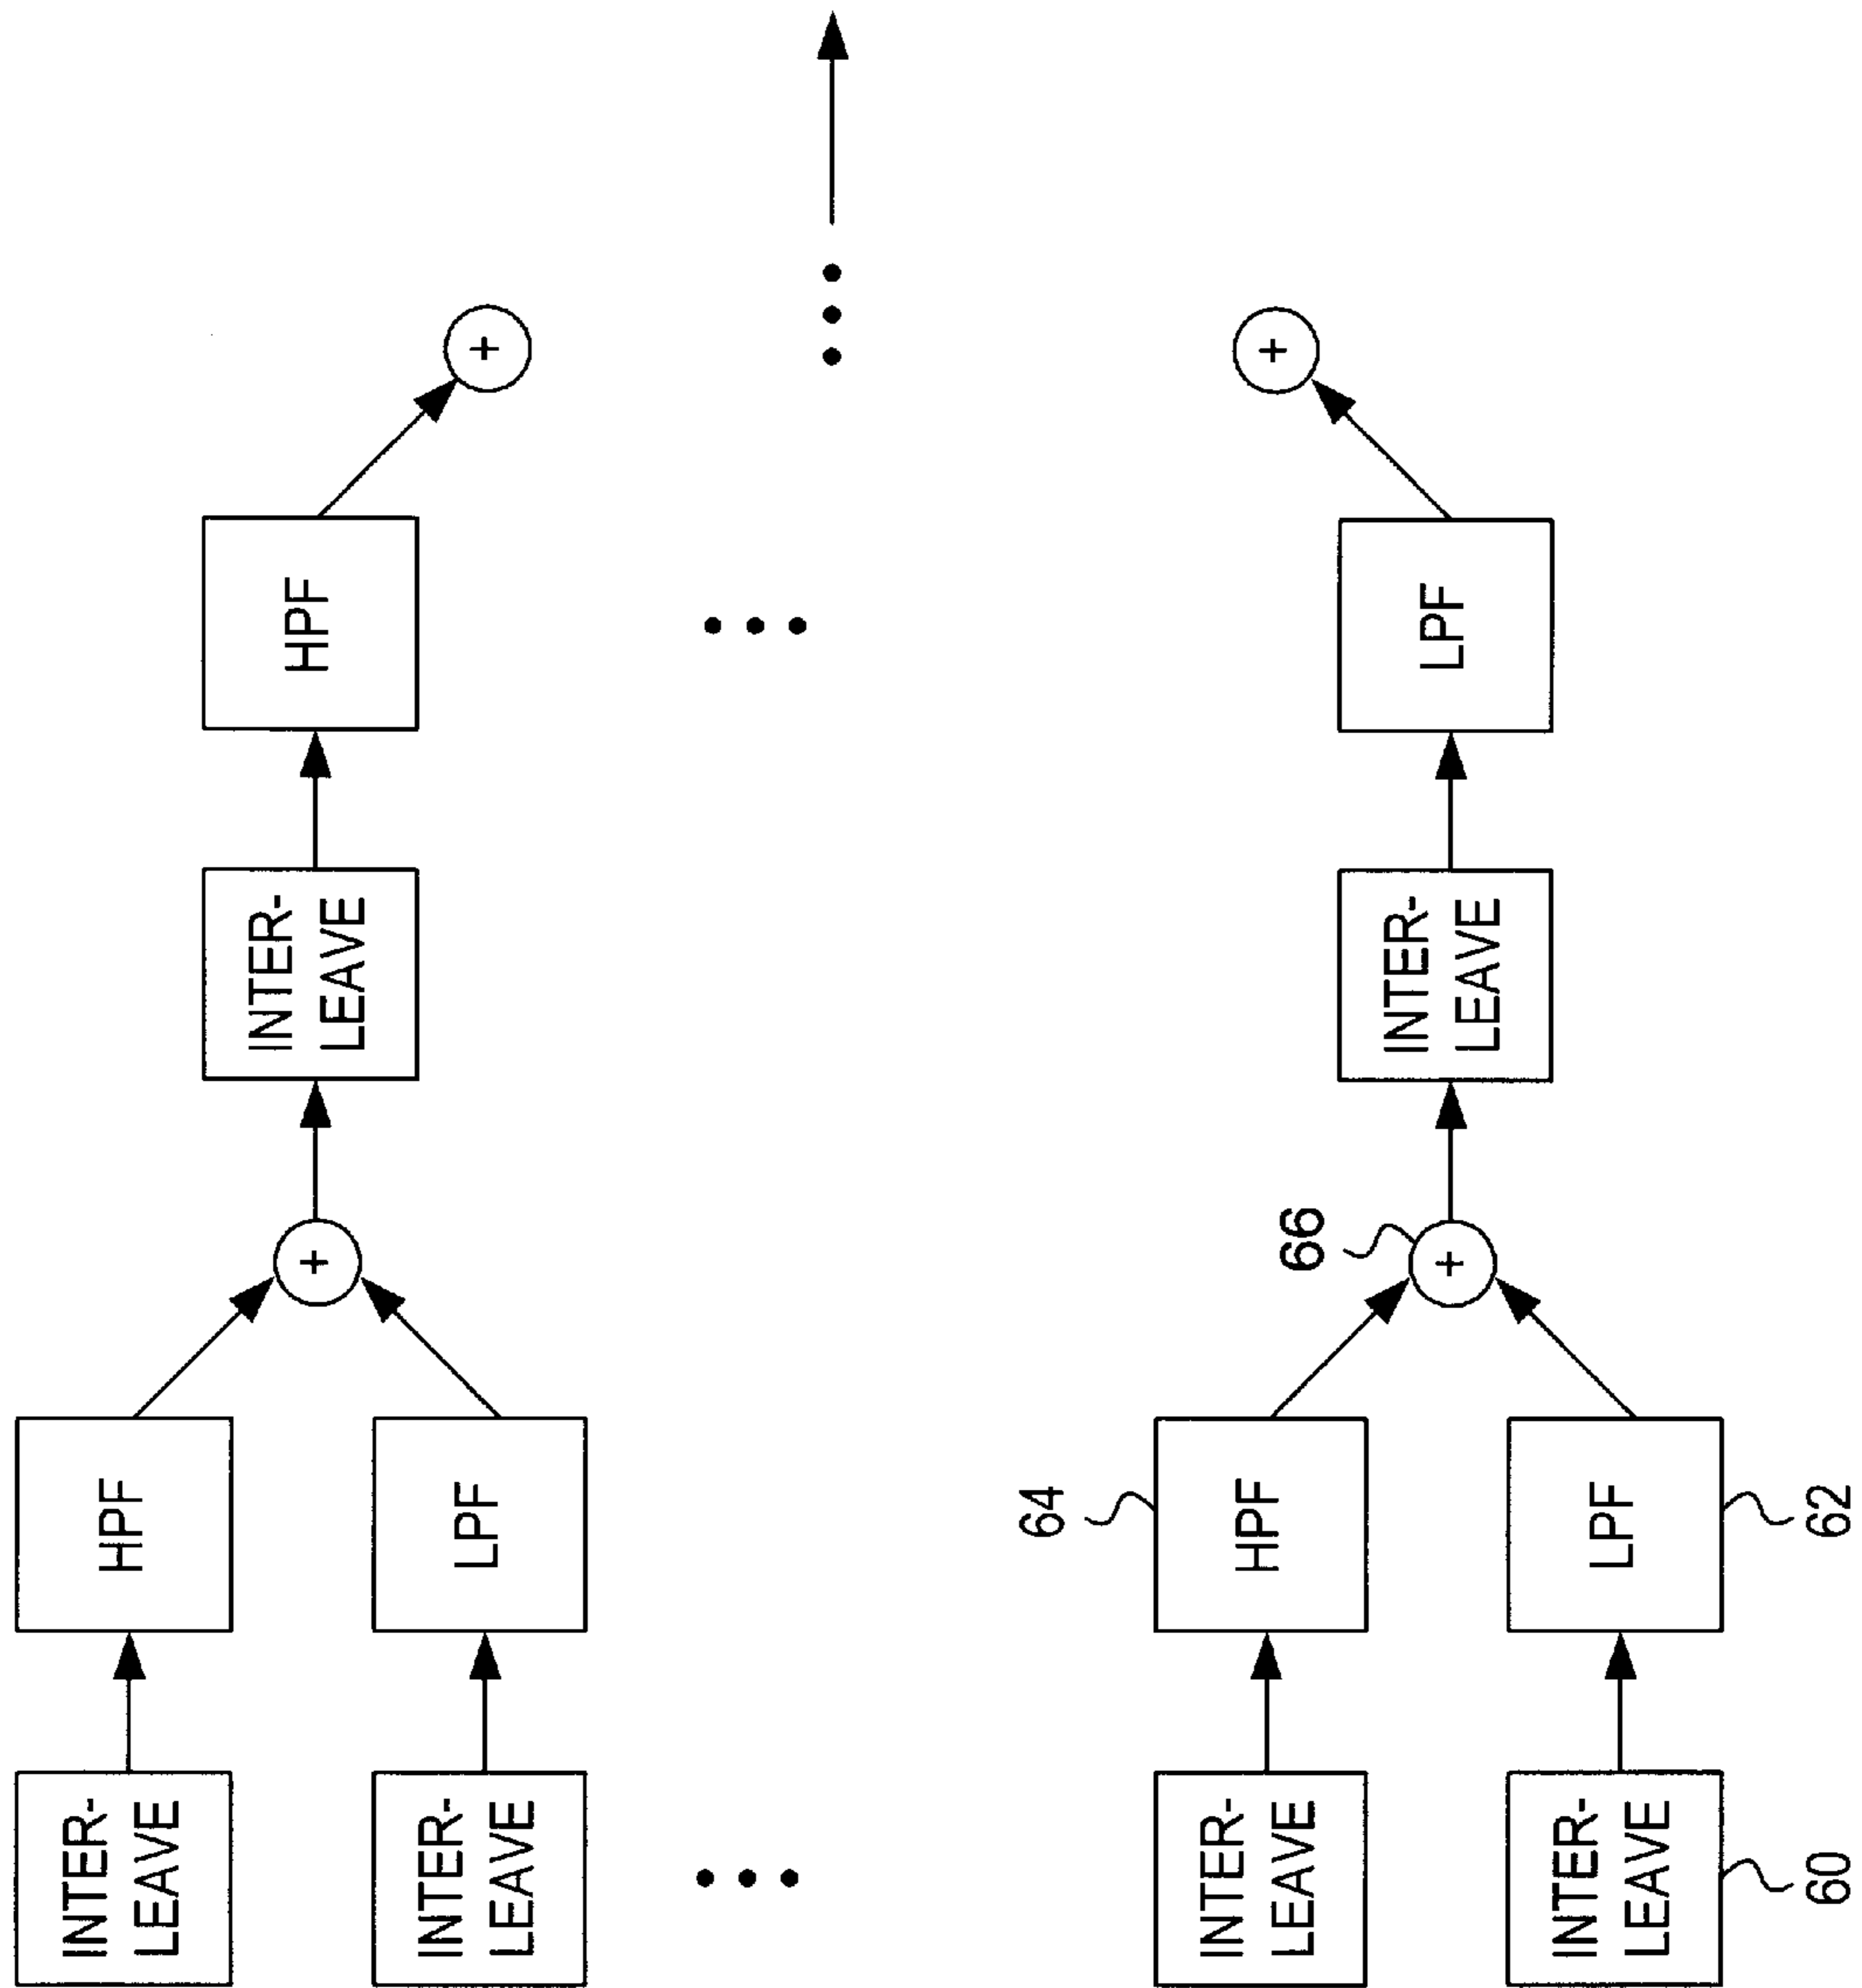 INTER-
LEAVE
HPF
+
INTER-
LEAVE
HPF
INTER-
LEAVE
LPF
+
64
INTER-
LEAVE
HPF
+
66
+
INTER-
LEAVE
LPF
INTER-
LEAVE
LPF
60
62